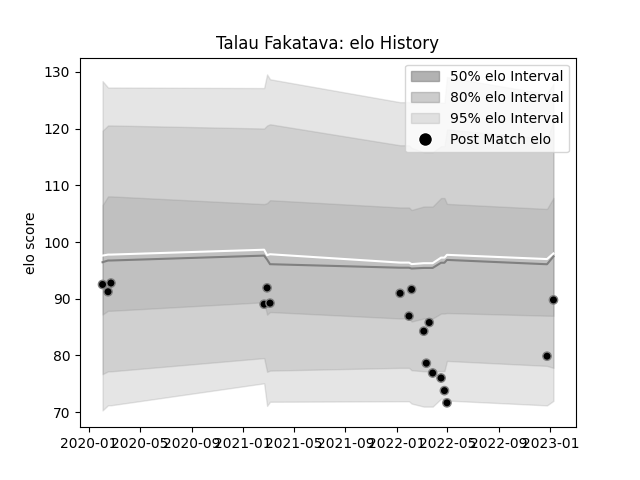 Talau Fakatava: elo History
50% elo Interval
80% elo Interval
95% elo Interval
Post Match elo
elo score
130
120
110
100
90
80
70
2020-01 2020-05 2020-09 2021-01 2021-05 2021-09 2022-01 2022-05 2022-09 2023-01